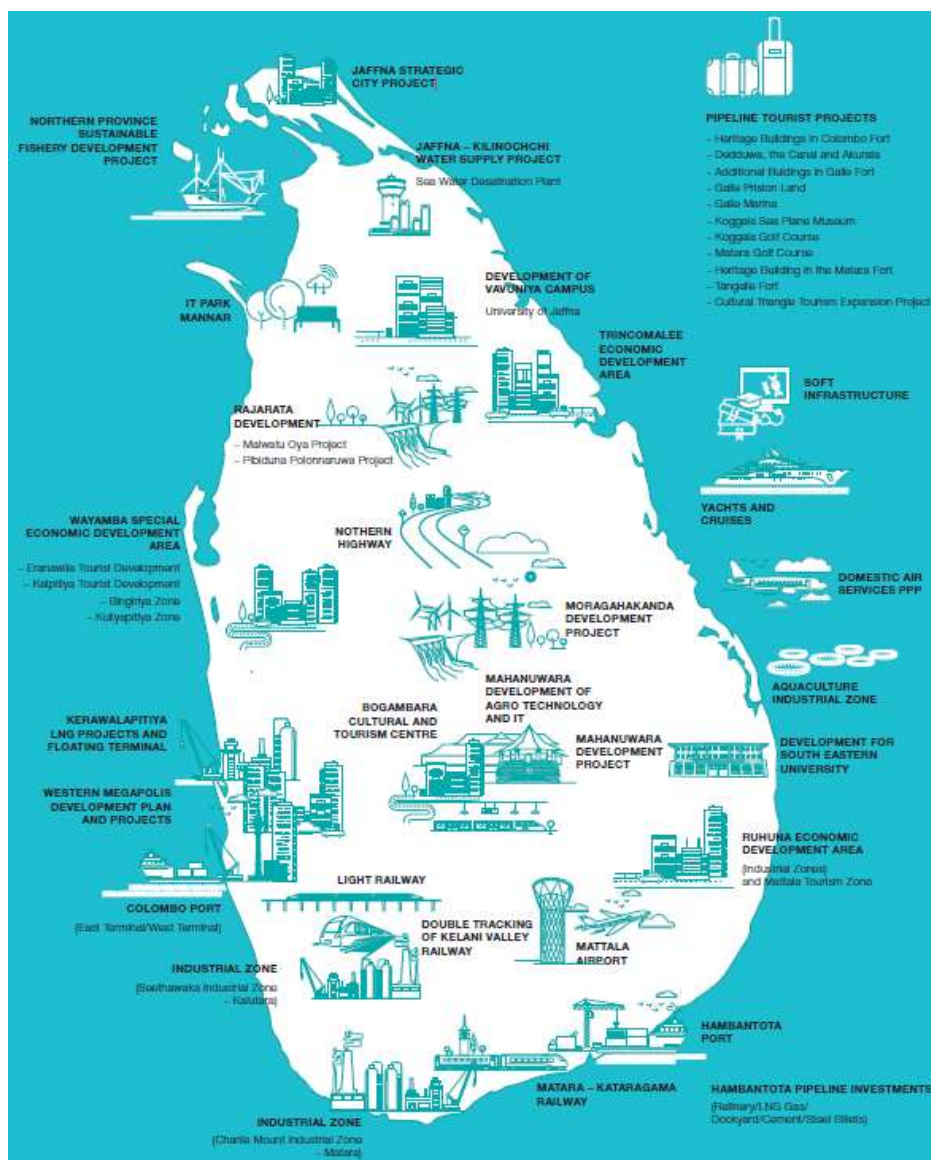 JAFFNA STRATEGIC
CITY PROJECT
NORTHERN PROVINCE
SUSTAINABLE
FISHERY DEVELOPMENT
PROJECT
JAFFNA – KILINOCHCHI
WATER SUPPLY PROJECT
Sea Water Desalination Plant
PIPELINE TOURIST PROJECTS
– Heritage Buildings in Colombo Fort
– Dedduwa, the Canal and Akurala
– Additional Buildings in Galle Fort
– Galle Prision Land
– Galle Marina
– Koggala Sea Plane Museum
– Koggala Golf Course
– Matara Golf Course
– Heritage Building in the Matara Fort
– Tangalle Fort
– Cultural Triangle Tourism Expansion Project
IT PARK
MANNAR
DEVELOPMENT OF
VAVUNIYA CAMPUS
University of Jaffna
TRINCOMALEE
ECONOMIC
DEVELOPMENT
AREA
SOFT
INFRASTRUCTURE
RAJARATA
DEVELOPMENT
– Malwatu Oya Project
– Pibiduna Polonnaruwa Project
YACHTS AND
CRUISES
WAYAMBA SPECIAL
ECONOMIC DEVELOPMENT
AREA
– Eranawila Tourist Development
– Kalpitiya Tourist Development
– Bingiriya Zone
– Kuliyapitiya Zone
NOTHERN
HIGHWAY
DOMESTIC AIR
SERVICES PPP
MORAGAHAKANDA
DEVELOPMENT
PROJECT
AQUACULTURE
INDUSTRIAL ZONE
MAHANUWARA
DEVELOPMENT OF
AGRO TECHNOLOGY
AND IT
BOGAMBARA
CULTURAL AND
TOURISM CENTRE
MAHANUWARA
DEVELOPMENT
PROJECT
KERAWALAPITIYA
LNG PROJECTS AND
FLOATING TERMINAL
DEVELOPMENT FOR
SOUTH EASTERN
UNIVERSITY
WESTERN MEGAPOLIS
DEVELOPMENT PLAN
AND PROJECTS
RUHUNA ECONOMIC
DEVELOPMENT AREA
(Industrial Zones)
and Mattala Tourism Zone
COLOMBO PORT
(East Terminal/West Terminal)
LIGHT RAILWAY
DOUBLE TRACKING
OF KELANI VALLEY
RAILWAY
MATTALA
AIRPORT
INDUSTRIAL ZONE
(Seethawaka Industrial Zone
– Kalutara)
HAMBANTOTA
PORT
MATARA – KATARAGAMA
RAILWAY
HAMBANTOTA PIPELINE INVESTMENTS
(Refinery/LNG Gas/
Dockyard/Cement/Steel Billets)
INDUSTRIAL ZONE
(Charlie Mount Industrial Zone
– Matara)